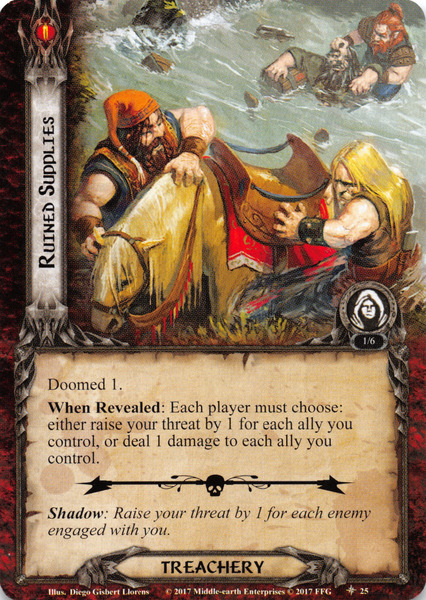 Ruined Supplies
1/6
Doomed 1.
When Revealed: Each player must choose:
either raise your threat by 1 for each ally you
control, or deal 1 damage to each ally you
control.
Shadow: Raise your threat by 1 for each enemy
engaged with you.
TREACHERY
Illus. Diego Gisbert Llorens © 2017 Middle-earth Enterprises © 2017 FFG 25